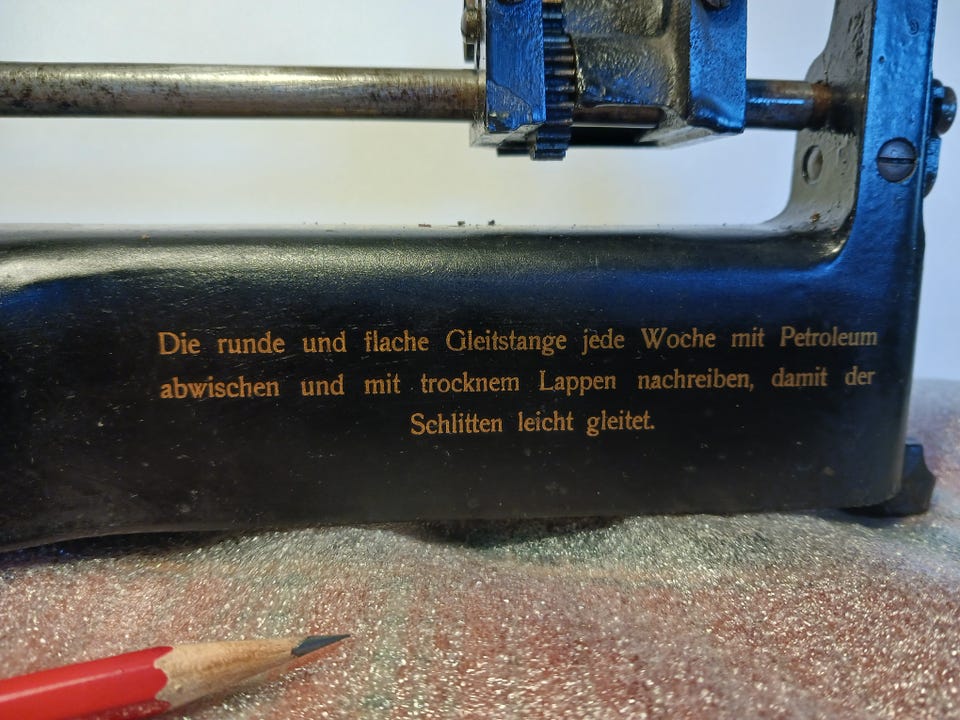 Die runde und flache Gleitstange jede Woche mit Petroleum
abwischen und mit trocknem Lappen nachreiben, damit der
Schlitten leicht gleitet.